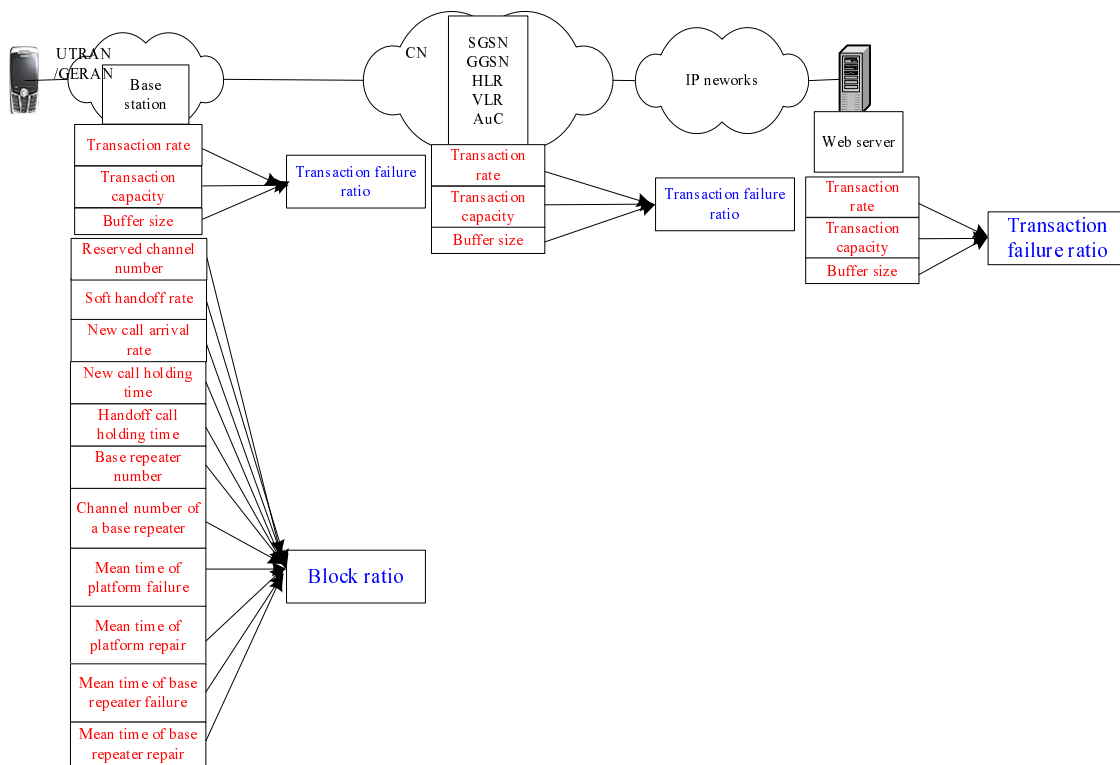 UTRAN
/GERAN
Base
station
CN
SGSN
GGSN
HLR
VLR
AuC
IP neworks
Web server
Transaction rate
Transaction
capacity
Buffer size
Transaction failure
ratio
Transaction
rate
Transaction
capacity
Buffer size
Transaction failure
ratio
Transaction
rate
Transaction
capacity
Buffer size
Transaction
failure ratio
Reserved channel
number
Soft handoff rate
New call arrival
rate
New call holding
time
Handoff call
holding time
Base repeater
number
Channel number of
a base repeater
Mean time of
platform failure
Mean time of
platform repair
Mean time of base
repeater failure
Mean time of base
repeater repair
Block ratio